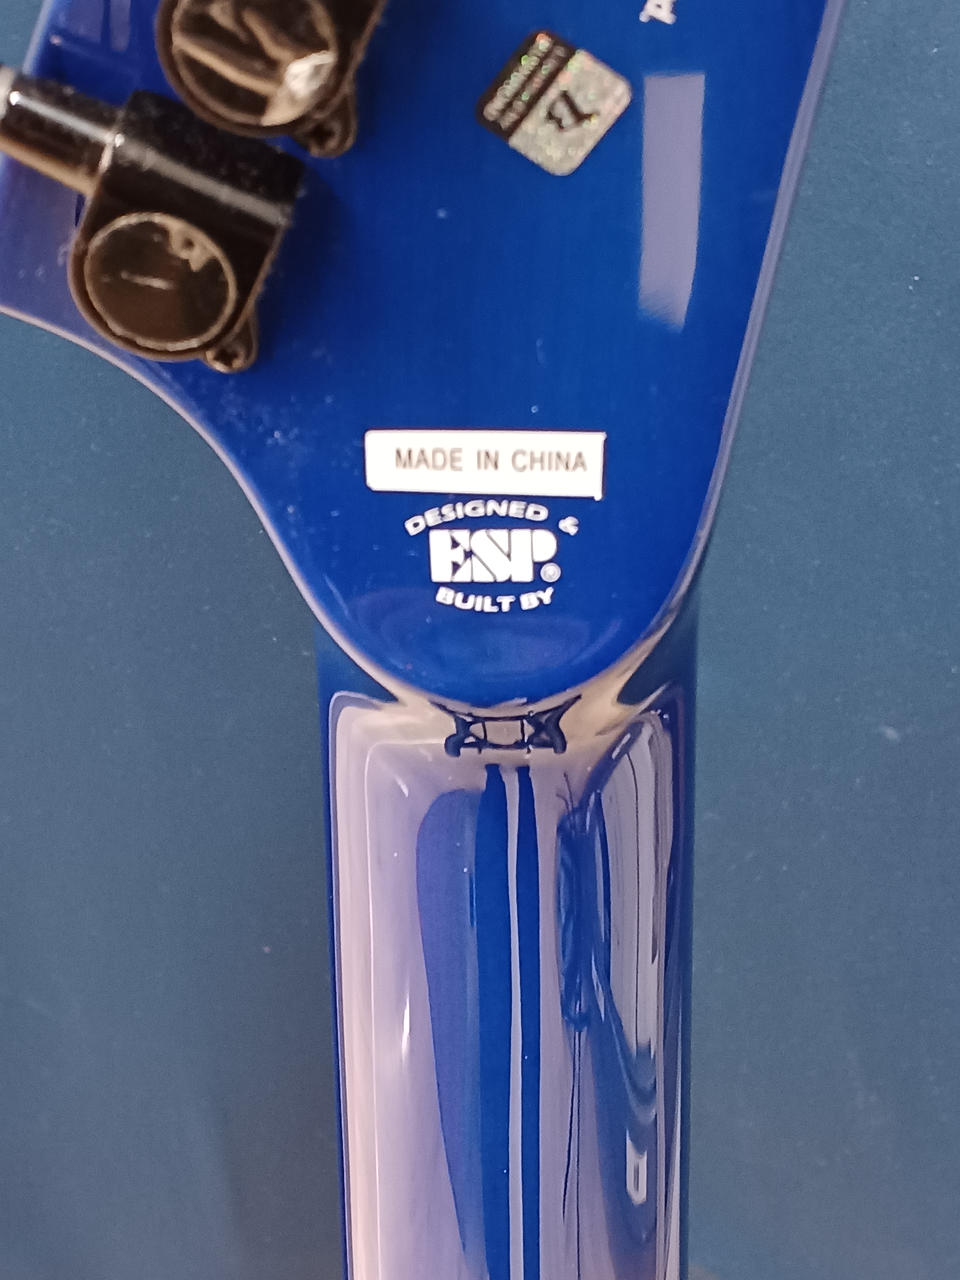 MADE IN CHINA
DESIGNED &
ESP®
BUILT BY